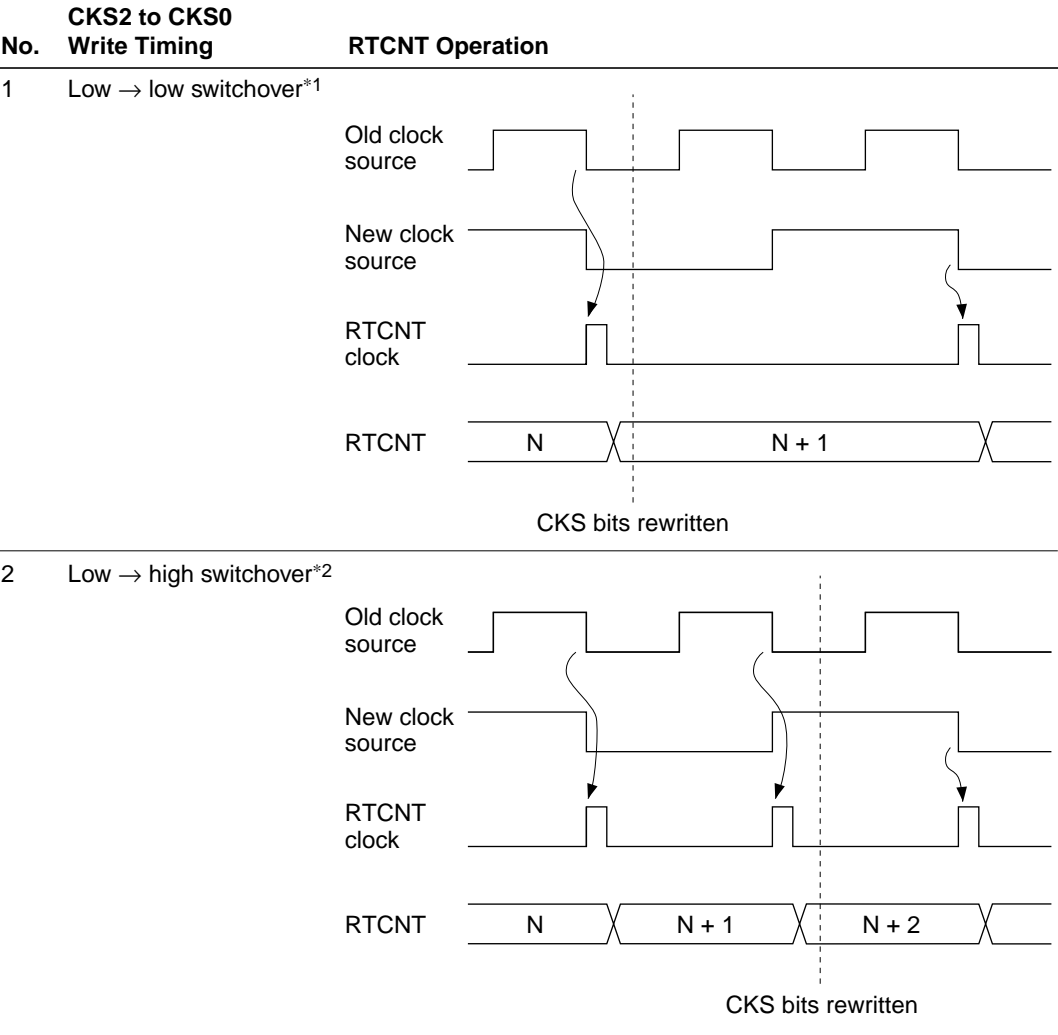 CKS2 to CKS0
No. Write Timing RTCNT Operation
1 Low → low switchover*1
Old clock
source
New clock
source
RTCNT
clock
RTCNT N N + 1
CKS bits rewritten
2 Low → high switchover*2
Old clock
source
New clock
source
RTCNT
clock
RTCNT N N + 1 N + 2
CKS bits rewritten